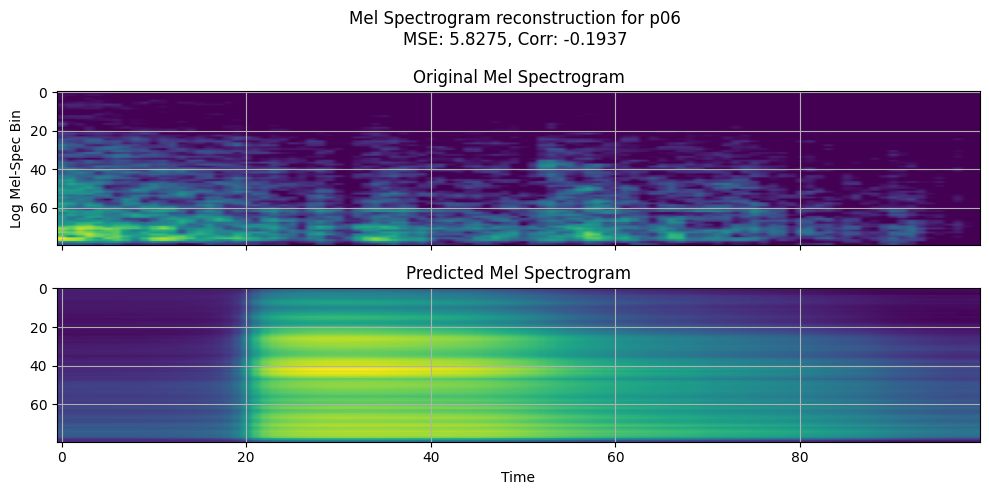 Mel Spectrogram reconstruction for p06
MSE: 5.8275, Corr: -0.1937
Original Mel Spectrogram
Log Mel-Spec Bin
0
20
40
60
Predicted Mel Spectrogram
0
20
40
60
0 20 40 60 80
Time